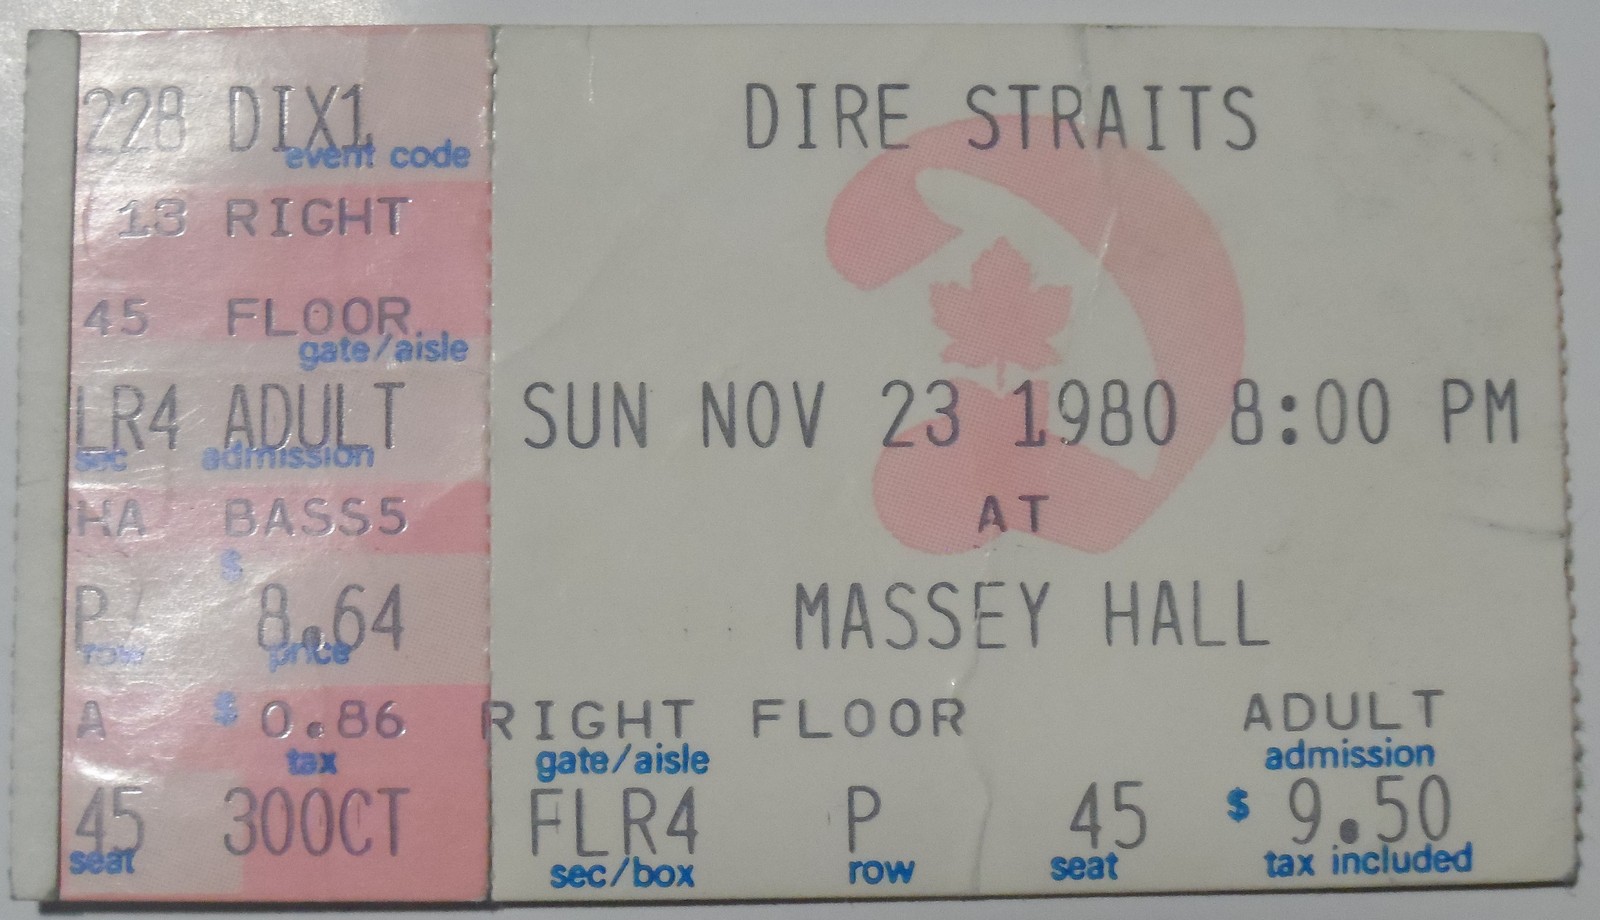 228 DIX1
event code
13 RIGHT
45 FLOOR
gate/aisle
LR4 ADULT
sec admission
HA BASS5
$
P 8.64
row price
A $ 0.86
tax
45 30OCT
seat
DIRE STRAITS
SUN NOV 23 1980 8:00 PM
AT
MASSEY HALL
RIGHT FLOOR ADULT
gate/aisle admission
FLR4 P 45 $ 9.50
sec/box row seat tax included